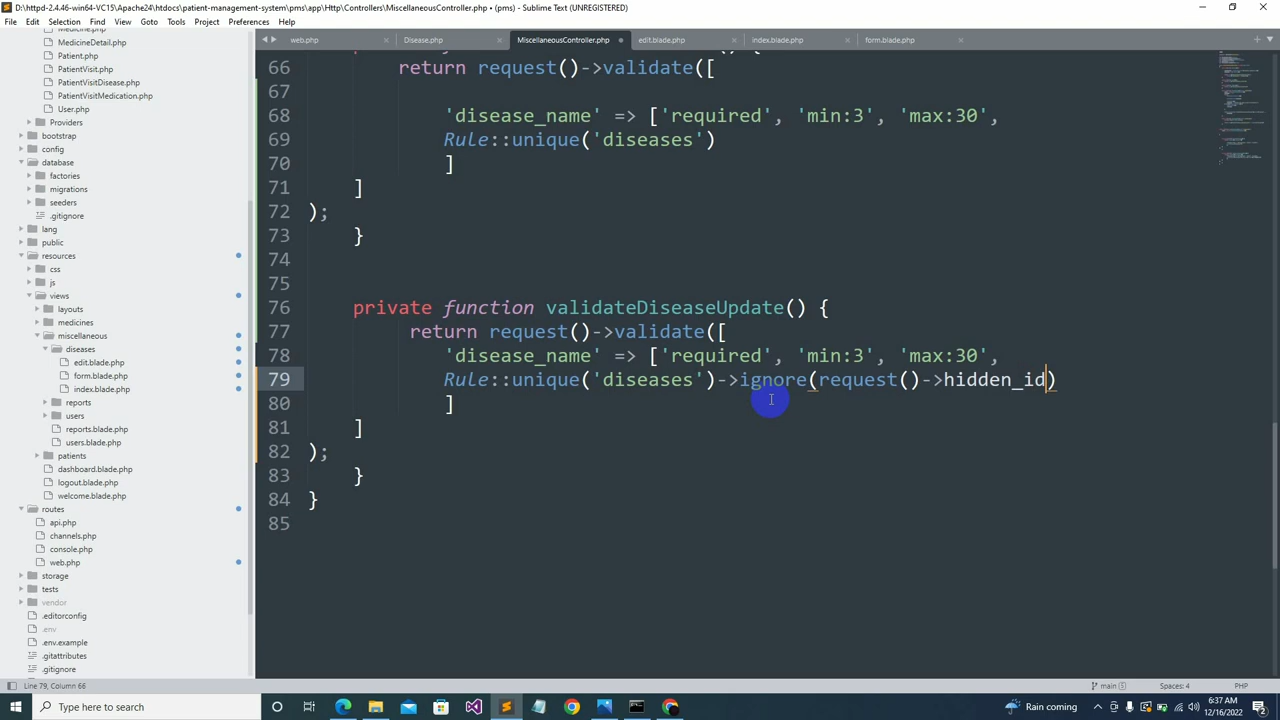 D:\httpd-2.4.46-win64-VC15\Apache24\htdocs\patient-management-system\pms\app\Http\Controllers\MiscellaneousController.php • (pms) - Sublime Text (UNREGISTERED)
File Edit Selection Find View Goto Tools Project Preferences Help
web.php Disease.php MiscellaneousController.php edit.blade.php index.blade.php form.blade.php
MedicineDetail.php
Patient.php
PatientVisit.php
PatientVisitDisease.php
PatientVisitMedication.php
User.php
Providers
bootstrap
config
database
factories
migrations
seeders
.gitignore
lang
public
resources
css
js
views
layouts
medicines
miscellaneous
diseases
edit.blade.php
form.blade.php
index.blade.php
reports
users
reports.blade.php
users.blade.php
patients
dashboard.blade.php
logout.blade.php
welcome.blade.php
routes
api.php
channels.php
console.php
web.php
storage
tests
vendor
.editorconfig
.env
.env.example
.gitattributes
.gitignore
66 return request()->validate([
67
68 'disease_name' => ['required', 'min:3', 'max:30',
69 Rule::unique('diseases')
70 ]
71 ]
72 );
73 }
74
75
76 private function validateDiseaseUpdate() {
77 return request()->validate([
78 'disease_name' => ['required', 'min:3', 'max:30',
79 Rule::unique('diseases')->ignore(request()->hidden_id)
80 ]
81 ]
82 );
83 }
84 }
85
Line 79, Column 66 main 5 Spaces: 4 PHP
Type here to search Rain coming 6:37 AM
12/16/2022